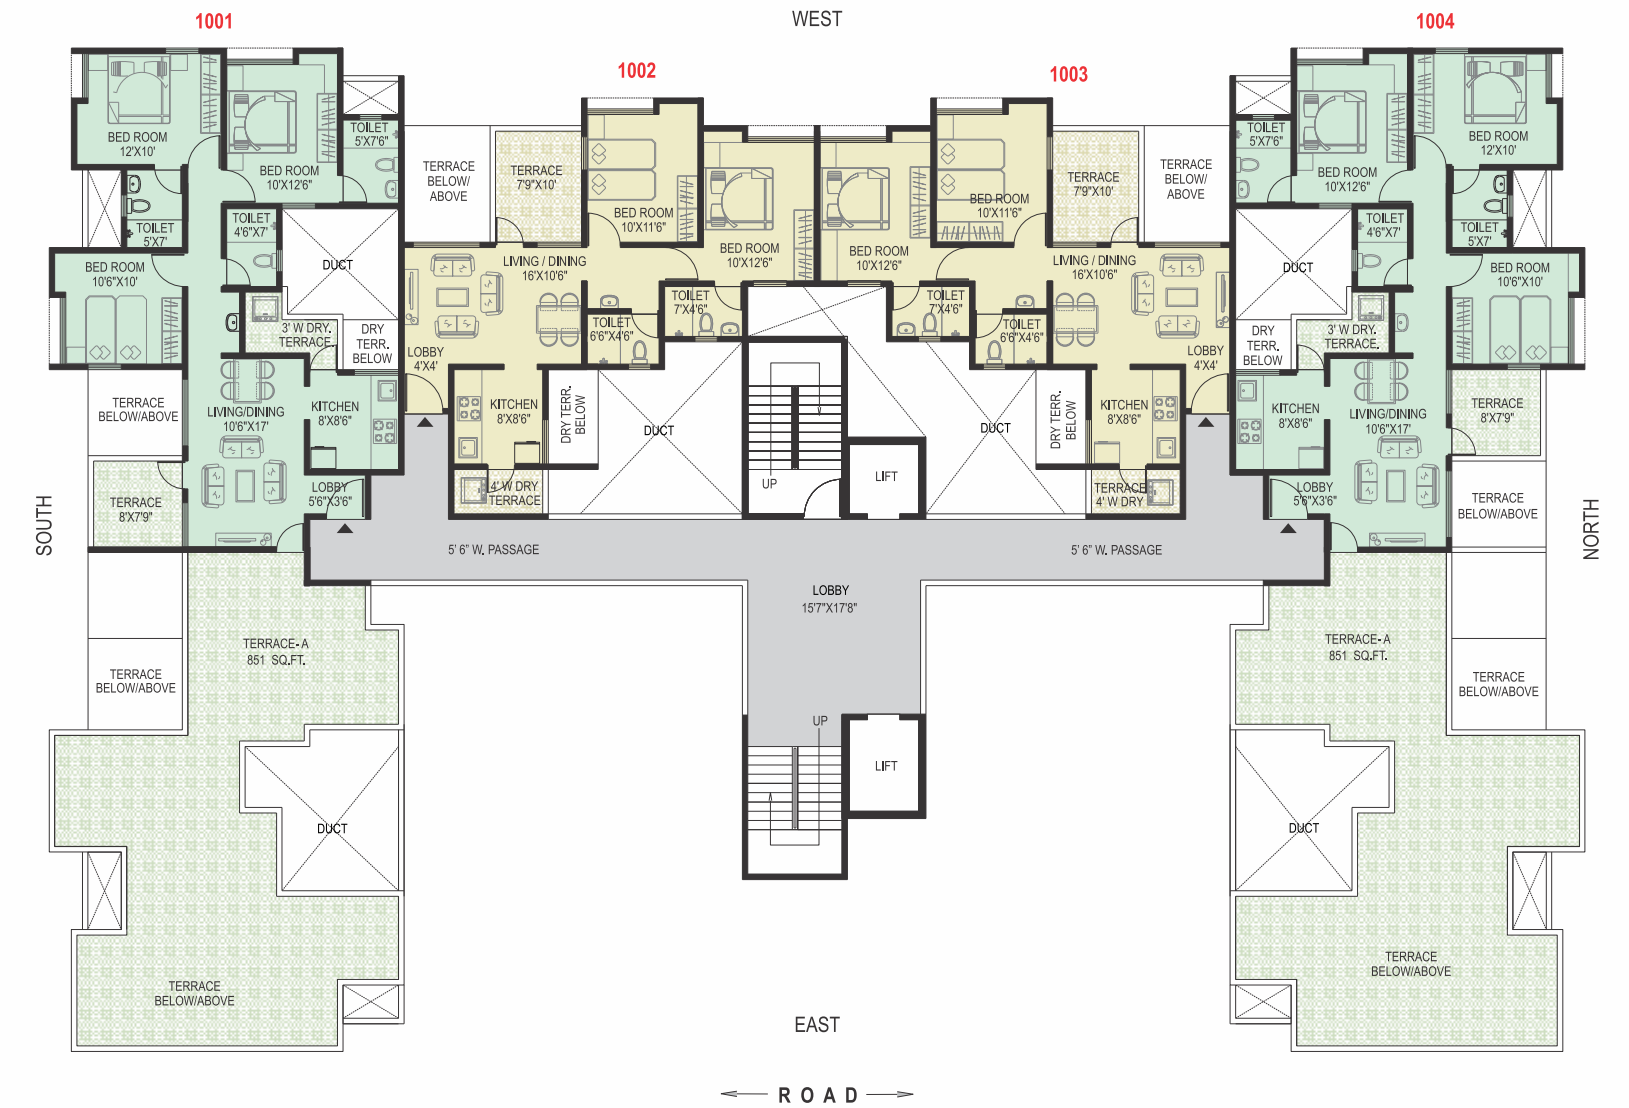 WEST
1001
1002
1003
1004
BED ROOM
12'X10'
BED ROOM
10'X12'6"
TOILET
5'X7'6"
TOILET
5'X7'
TOILET
4'6"X7'
BED ROOM
10'6"X10'
DUCT
3' W DRY.
TERRACE.
DRY
TERR.
BELOW
TERRACE
BELOW/ABOVE
LIVING/DINING
10'6"X17'
KITCHEN
8'X8'6"
LOBBY
5'6"X3'6"
TERRACE
8'X7'9"
TERRACE
BELOW/
ABOVE
TERRACE
7'9"X10'
BED ROOM
10'X11'6"
BED ROOM
10'X12'6"
LIVING / DINING
16'X10'6"
TOILET
7'X4'6"
TOILET
6'6"X4'6"
LOBBY
4'X4'
KITCHEN
8'X8'6"
DRY TERR.
BELOW
DUCT
4' W DRY
TERRACE
UP
LIFT
BED ROOM
10'X12'6"
BED ROOM
10'X11'6"
TERRACE
7'9"X10'
TERRACE
BELOW/
ABOVE
LIVING / DINING
16'X10'6"
TOILET
7'X4'6"
TOILET
6'6"X4'6"
LOBBY
4'X4'
KITCHEN
8'X8'6"
DRY TERR.
BELOW
DUCT
TERRACE
4' W DRY
TOILET
5'X7'6"
BED ROOM
10'X12'6"
BED ROOM
12'X10'
TOILET
4'6"X7'
TOILET
5'X7'
DUCT
BED ROOM
10'6"X10'
DRY
TERR.
BELOW
3' W DRY.
TERRACE.
KITCHEN
8'X8'6"
LIVING/DINING
10'6"X17'
TERRACE
8'X7'9"
LOBBY
5'6"X3'6"
TERRACE
BELOW/ABOVE
SOUTH
NORTH
5' 6" W. PASSAGE
5' 6" W. PASSAGE
LOBBY
15'7"X17'8"
TERRACE- A
851 SQ.FT.
TERRACE
BELOW/ABOVE
TERRACE- A
851 SQ.FT.
TERRACE
BELOW/ABOVE
UP
LIFT
DUCT
DUCT
TERRACE
BELOW/ABOVE
TERRACE
BELOW/ABOVE
EAST
ROAD